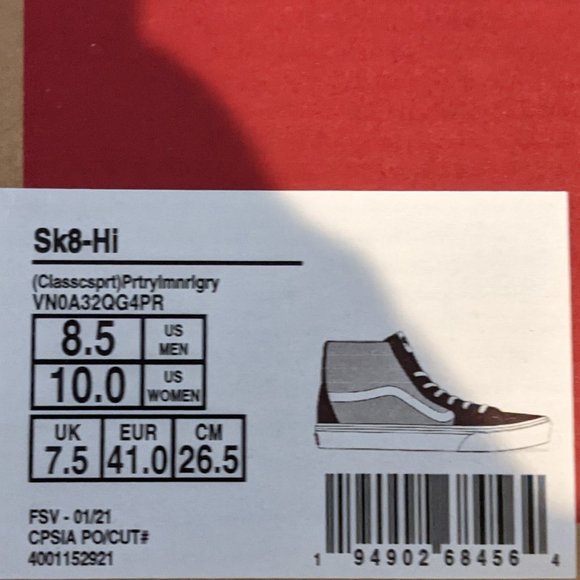 Sk8-Hi
(Classcsprt)Prtrylmnrlgry
VN0A32QG4PR
8.5 US MEN
10.0 US WOMEN
UK EUR CM
7.5 41.0 26.5
FSV - 01/21
CPSIA PO/CUT#
4001152921
1 94902 68456 4